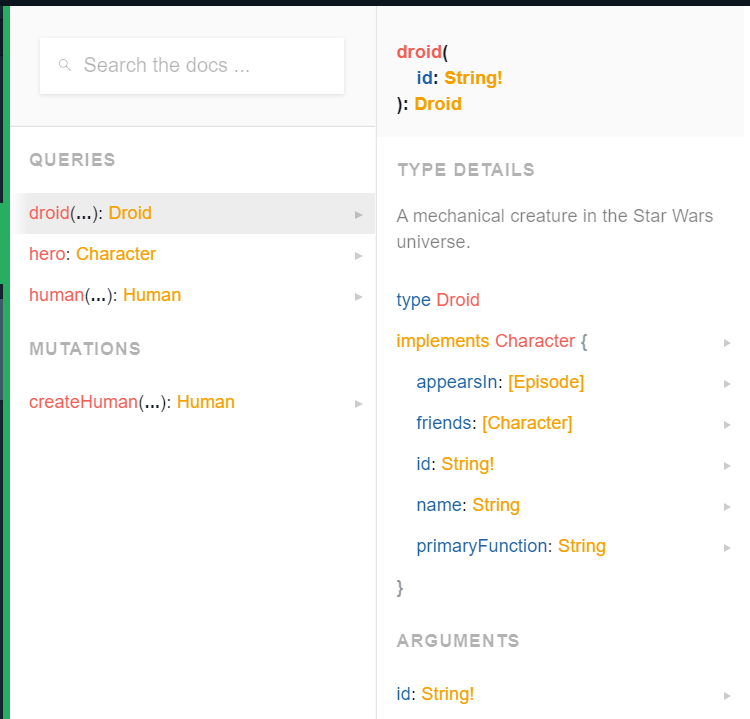 Search the docs ...
QUERIES
droid(...): Droid
hero: Character
human(...): Human
MUTATIONS
createHuman(...): Human
droid(
id: String!
): Droid
TYPE DETAILS
A mechanical creature in the Star Wars
universe.
type Droid
implements Character {
appearsIn: [Episode]
friends: [Character]
id: String!
name: String
primaryFunction: String
}
ARGUMENTS
id: String!